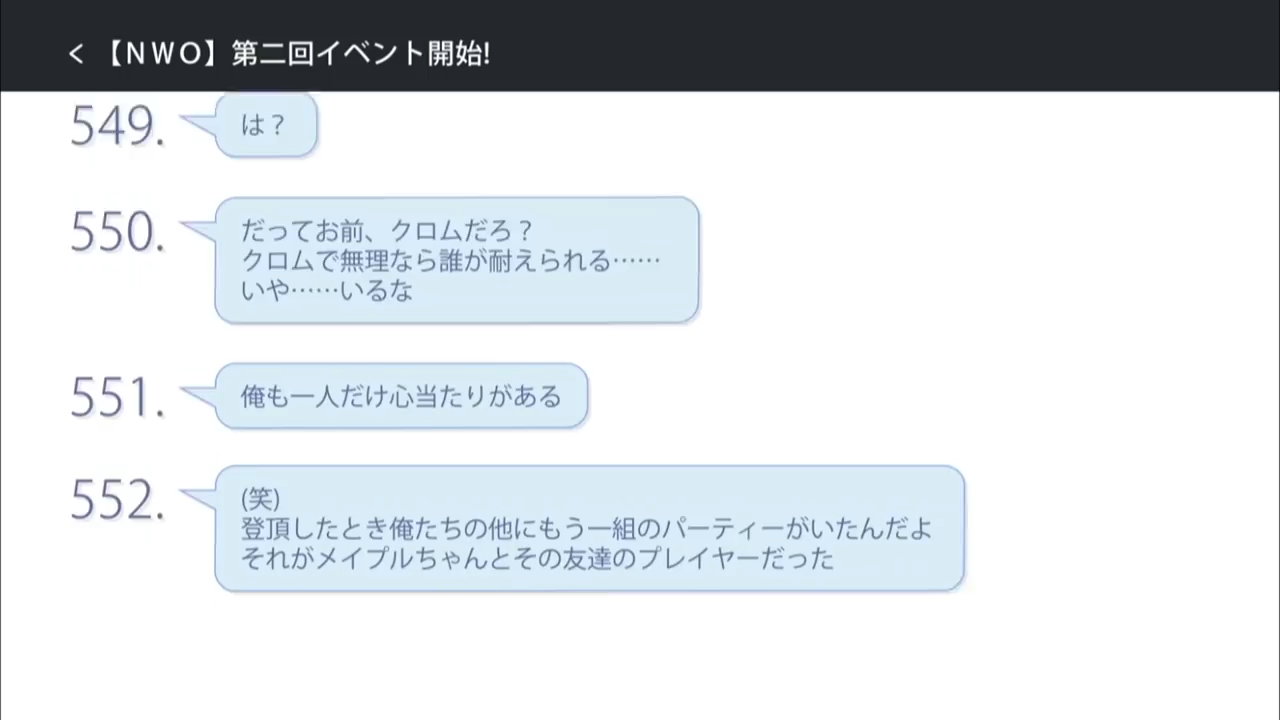 < 【ＮＷＯ】第二回イベント開始!
549.
は？
550.
だってお前、クロムだろ？
クロムで無理なら誰が耐えられる……
いや……いるな
551.
俺も一人だけ心当たりがある
552.
(笑)
登頂したとき俺たちの他にもう一組のパーティーがいたんだよ
それがメイプルちゃんとその友達のプレイヤーだった